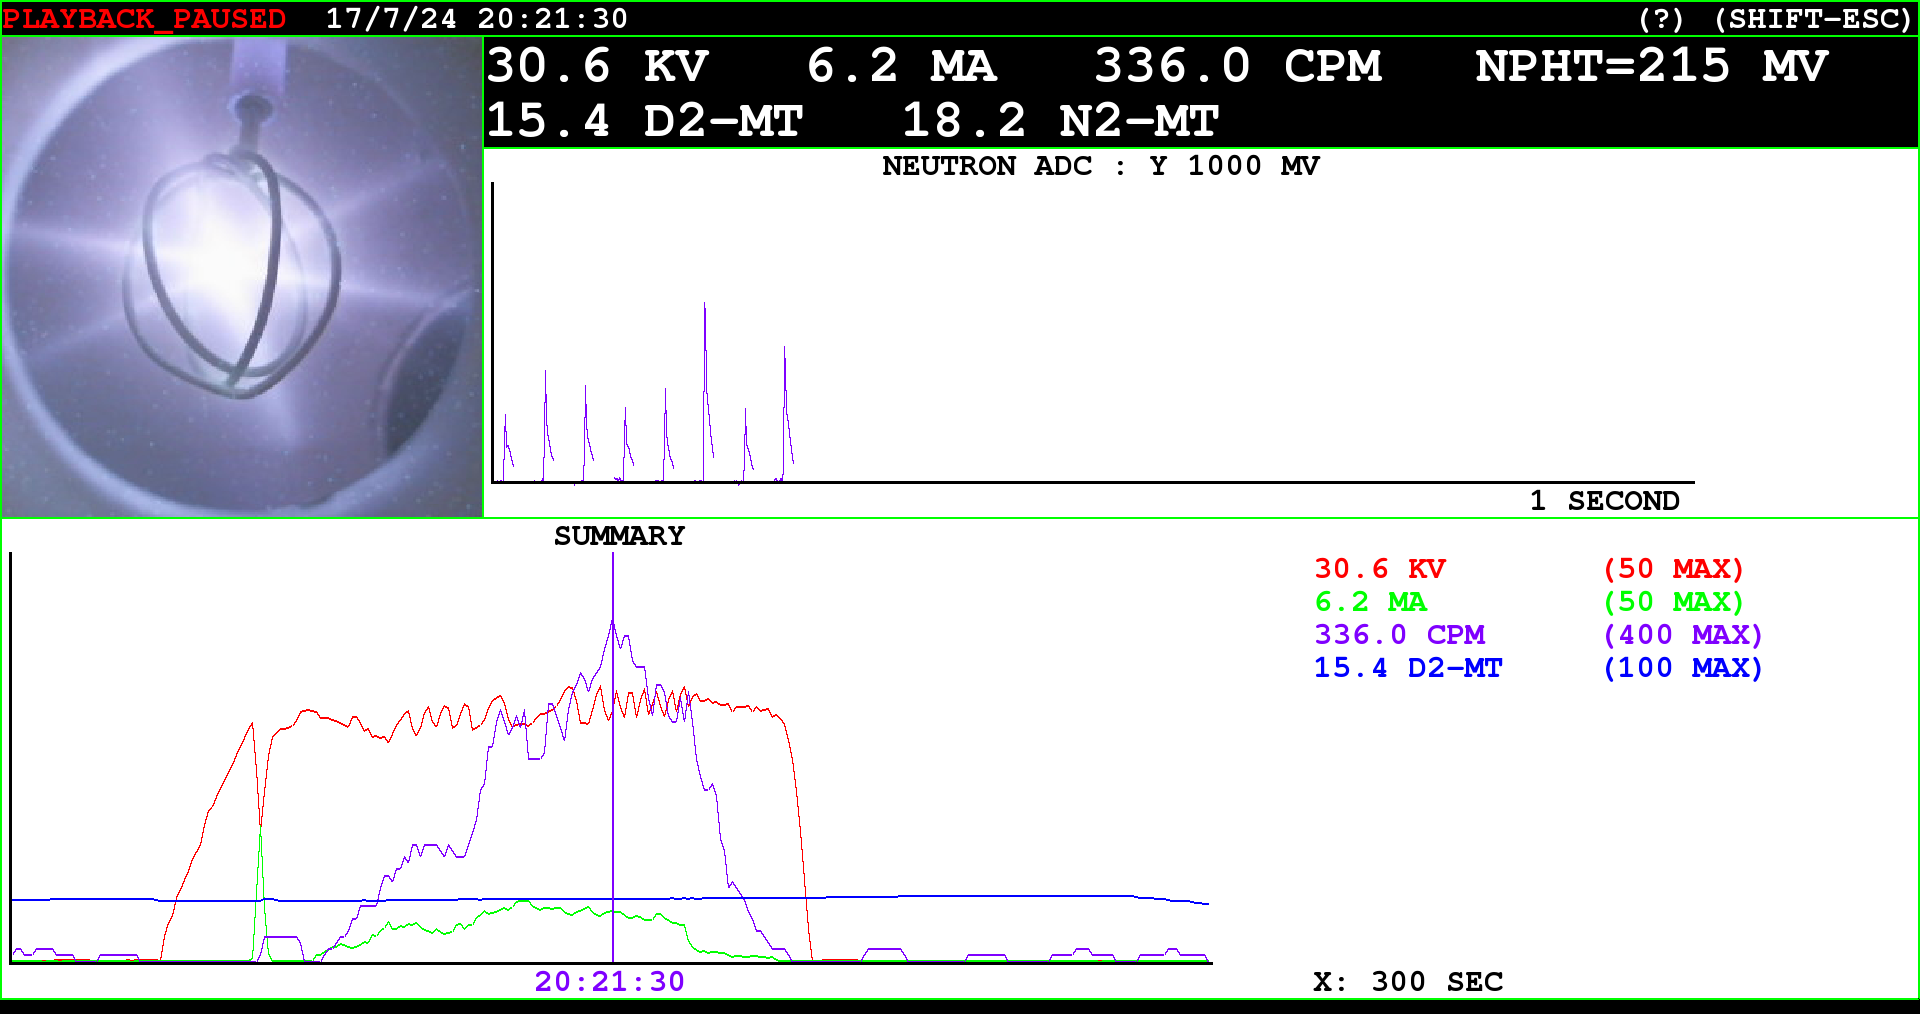 PLAYBACK_PAUSED 17/7/24 20:21:30 (?) (SHIFT-ESC)
30.6 KV 6.2 MA 336.0 CPM NPHT=215 MV
15.4 D2-MT 18.2 N2-MT
NEUTRON ADC : Y 1000 MV
1 SECOND
SUMMARY
30.6 KV (50 MAX)
6.2 MA (50 MAX)
336.0 CPM (400 MAX)
15.4 D2-MT (100 MAX)
20:21:30 X: 300 SEC